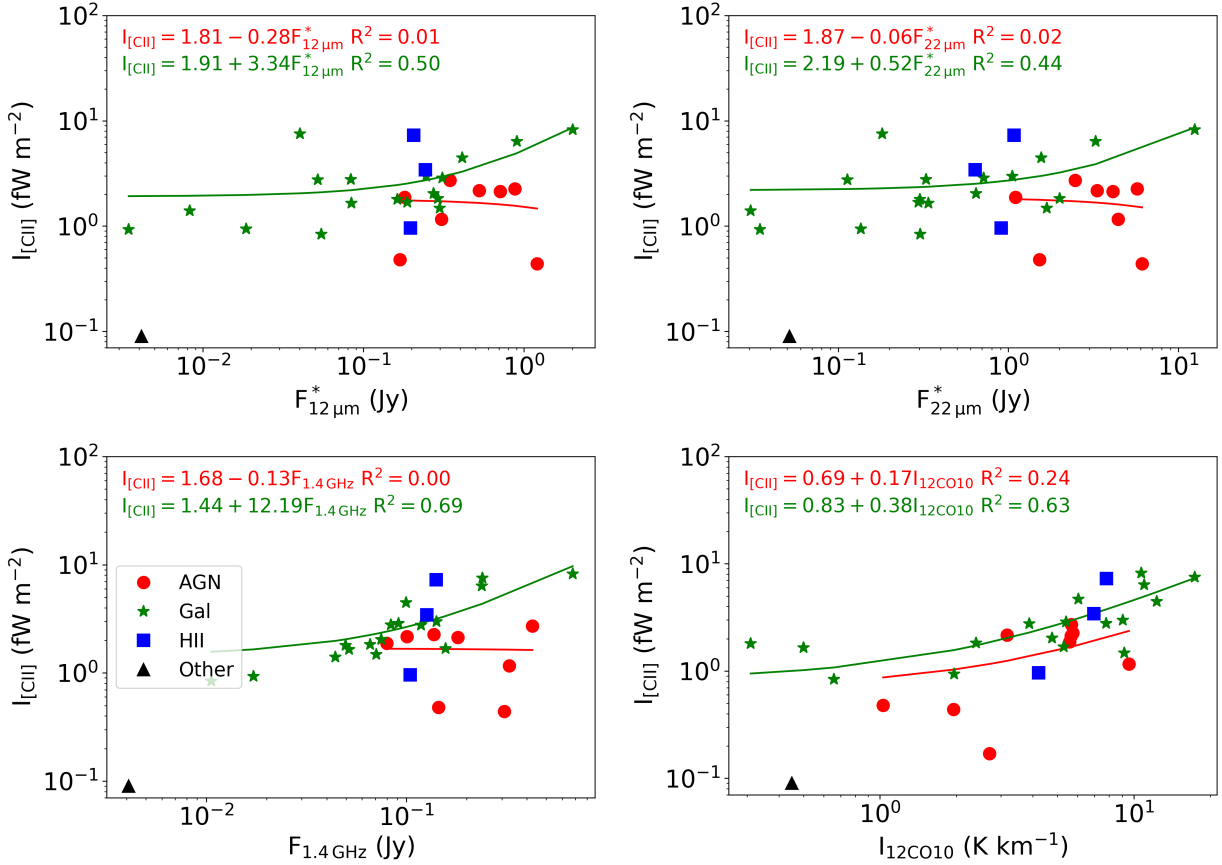 I[CII] = 1.81 − 0.28F*12 μm R² = 0.01
I[CII] = 1.91 + 3.34F*12 μm R² = 0.50
10²
10¹
10⁰
10⁻¹
I[CII] (fW m⁻²)
10⁻² 10⁻¹ 10⁰
F*12 μm (Jy)
I[CII] = 1.87 − 0.06F*22 μm R² = 0.02
I[CII] = 2.19 + 0.52F*22 μm R² = 0.44
10²
10¹
10⁰
10⁻¹
I[CII] (fW m⁻²)
10⁻¹ 10⁰ 10¹
F*22 μm (Jy)
I[CII] = 1.68 − 0.13F1.4 GHz R² = 0.00
I[CII] = 1.44 + 12.19F1.4 GHz R² = 0.69
10²
10¹
10⁰
10⁻¹
I[CII] (fW m⁻²)
AGN
Gal
HII
Other
10⁻² 10⁻¹
F1.4 GHz (Jy)
I[CII] = 0.69 + 0.17I12CO10 R² = 0.24
I[CII] = 0.83 + 0.38I12CO10 R² = 0.63
10²
10¹
10⁰
10⁻¹
I[CII] (fW m⁻²)
10⁰ 10¹
I12CO10 (K km⁻¹)